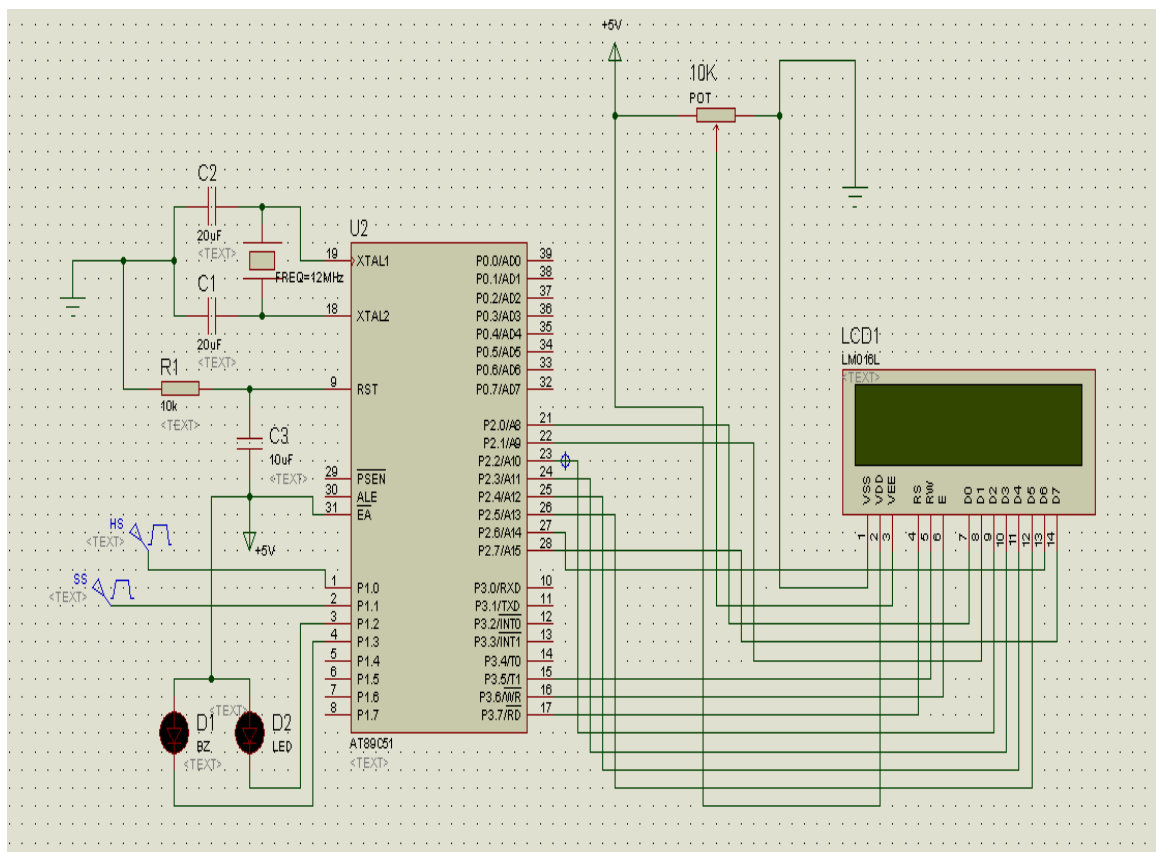 +5V
10K
POT
C2
20uF
<TEXT>
FREQ=12MHz
C1
20uF
<TEXT>
R1
10k
<TEXT>
C3
10uF
<TEXT>
+5V
HS
<TEXT>
SS
<TEXT>
D1
BZ
<TEXT>
D2
LED
<TEXT>
U2
19 XTAL1
18 XTAL2
9 RST
29 PSEN
30 ALE
31 EA
1 P1.0
2 P1.1
3 P1.2
4 P1.3
5 P1.4
6 P1.5
7 P1.6
8 P1.7
P0.0/AD0 39
P0.1/AD1 38
P0.2/AD2 37
P0.3/AD3 36
P0.4/AD4 35
P0.5/AD5 34
P0.6/AD6 33
P0.7/AD7 32
P2.0/A8 21
P2.1/A9 22
P2.2/A10 23
P2.3/A11 24
P2.4/A12 25
P2.5/A13 26
P2.6/A14 27
P2.7/A15 28
P3.0/RXD 10
P3.1/TXD 11
P3.2/INT0 12
P3.3/INT1 13
P3.4/T0 14
P3.5/T1 15
P3.6/WR 16
P3.7/RD 17
AT89C51
<TEXT>
LCD1
LM016L
<TEXT>
VSS VDD VEE RS RW E D0 D1 D2 D3 D4 D5 D6 D7
1 2 3 4 5 6 7 8 9 10 11 12 13 14